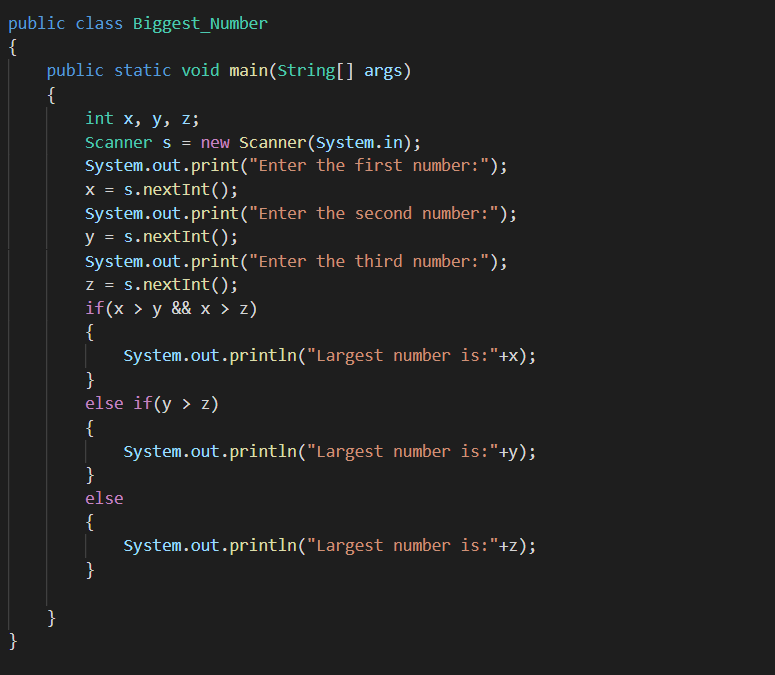 public class Biggest_Number
{
    public static void main(String[] args)
    {
        int x, y, z;
        Scanner s = new Scanner(System.in);
        System.out.print("Enter the first number:");
        x = s.nextInt();
        System.out.print("Enter the second number:");
        y = s.nextInt();
        System.out.print("Enter the third number:");
        z = s.nextInt();
        if(x > y && x > z)
        {
            System.out.println("Largest number is:"+x);
        }
        else if(y > z)
        {
            System.out.println("Largest number is:"+y);
        }
        else
        {
            System.out.println("Largest number is:"+z);
        }
    }
}